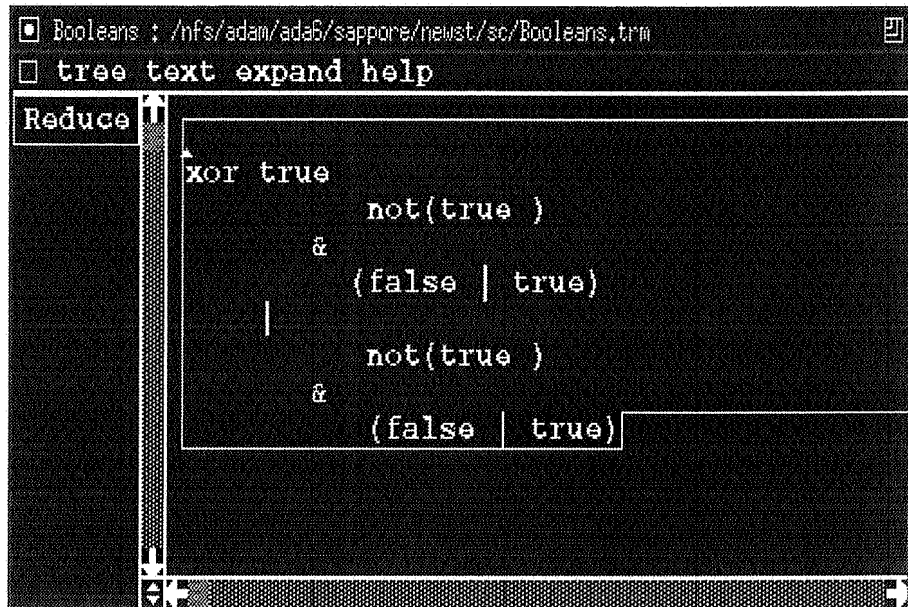 Booleans : /nfs/adam/ada6/sappore/newst/sc/Booleans.trm
tree text expand help
Reduce
xor true
not(true )
&
(false | true)
|
not(true )
&
(false | true)